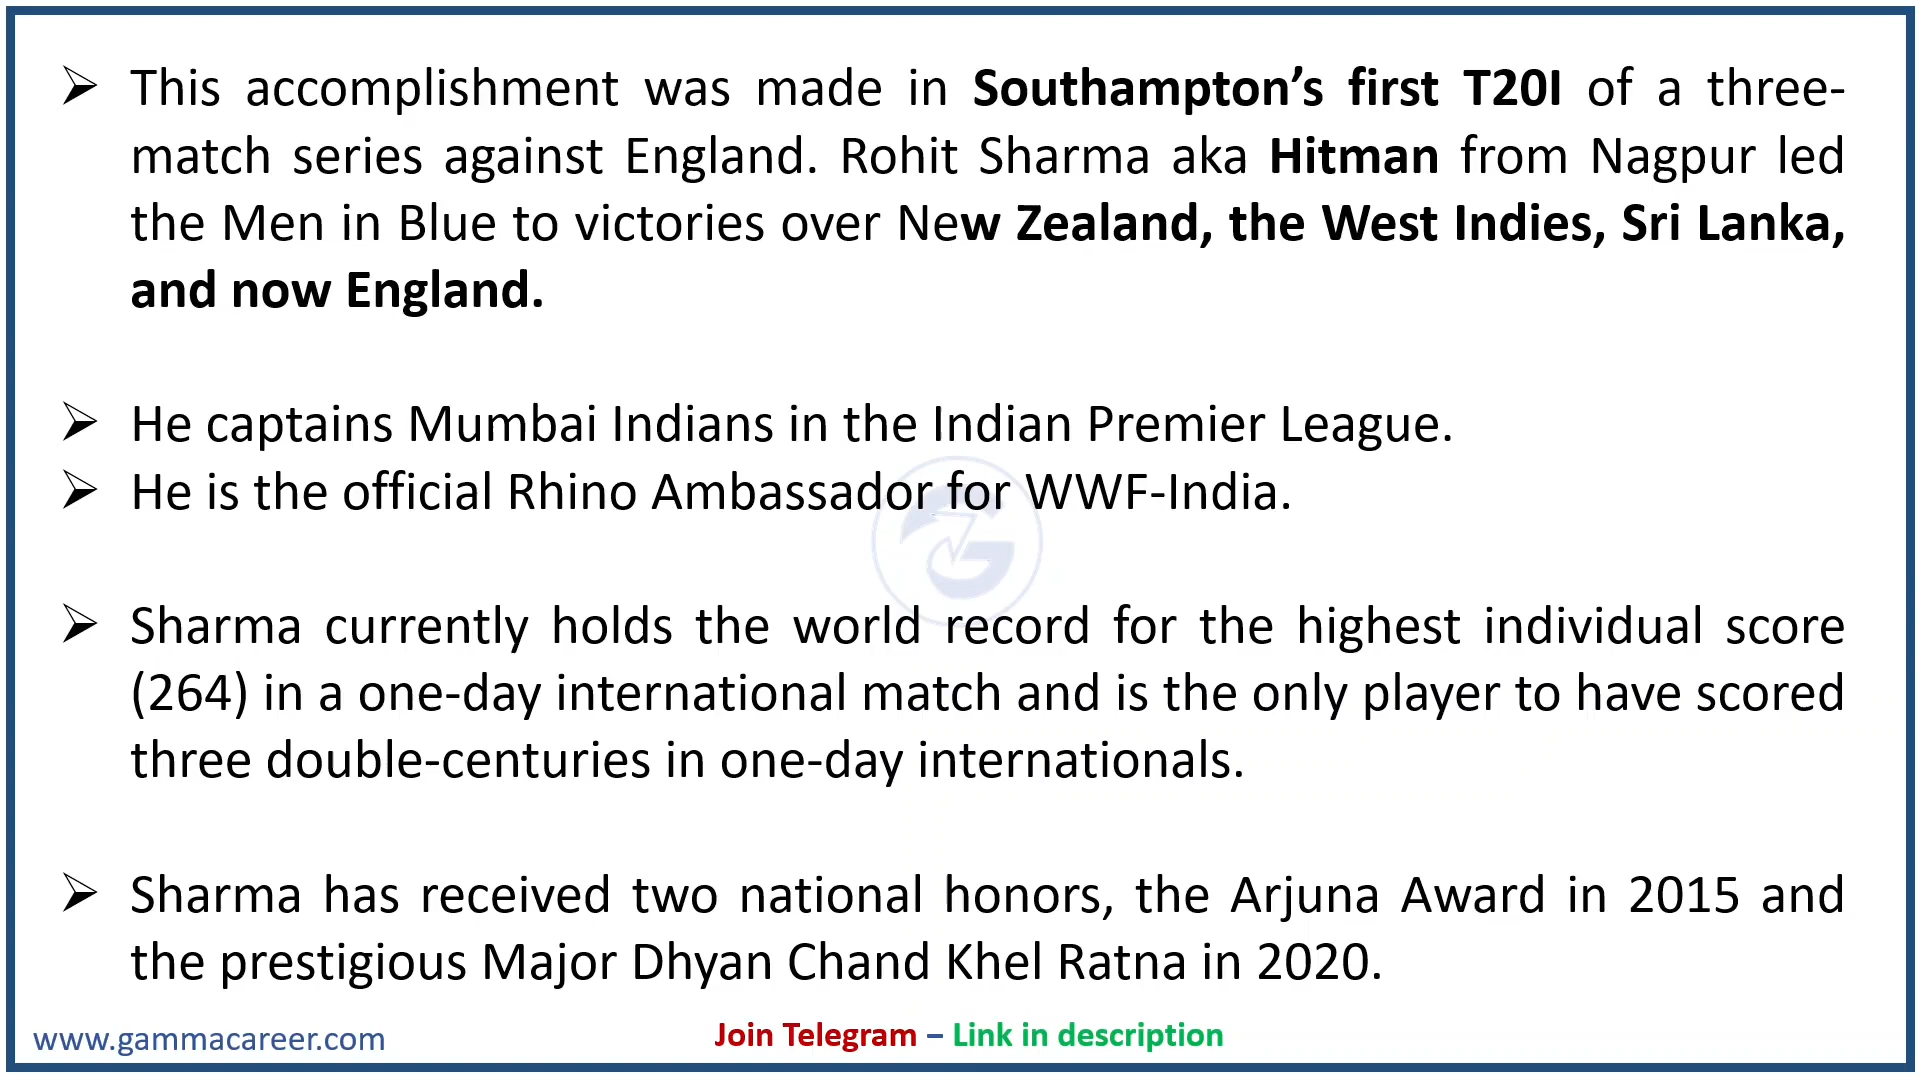 ➢ This accomplishment was made in Southampton’s first T20I of a three-
match series against England. Rohit Sharma aka Hitman from Nagpur led
the Men in Blue to victories over New Zealand, the West Indies, Sri Lanka,
and now England.
➢ He captains Mumbai Indians in the Indian Premier League.
➢ He is the official Rhino Ambassador for WWF-India.
➢ Sharma currently holds the world record for the highest individual score
(264) in a one-day international match and is the only player to have scored
three double-centuries in one-day internationals.
➢ Sharma has received two national honors, the Arjuna Award in 2015 and
the prestigious Major Dhyan Chand Khel Ratna in 2020.
www.gammacareer.com
Join Telegram – Link in description